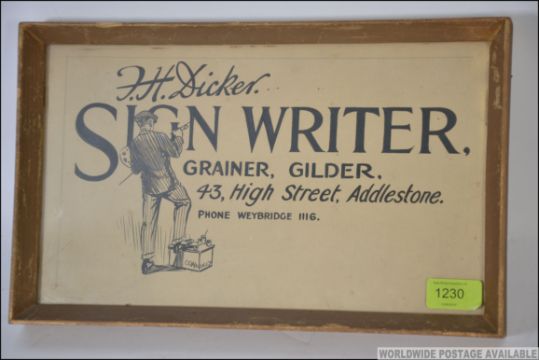 F.H. Dicker.
SIGN WRITER,
GRAINER, GILDER.
43, High Street, Addlestone.
PHONE WEYBRIDGE 1116.
1230
WORLDWIDE POSTAGE AVAILABLE